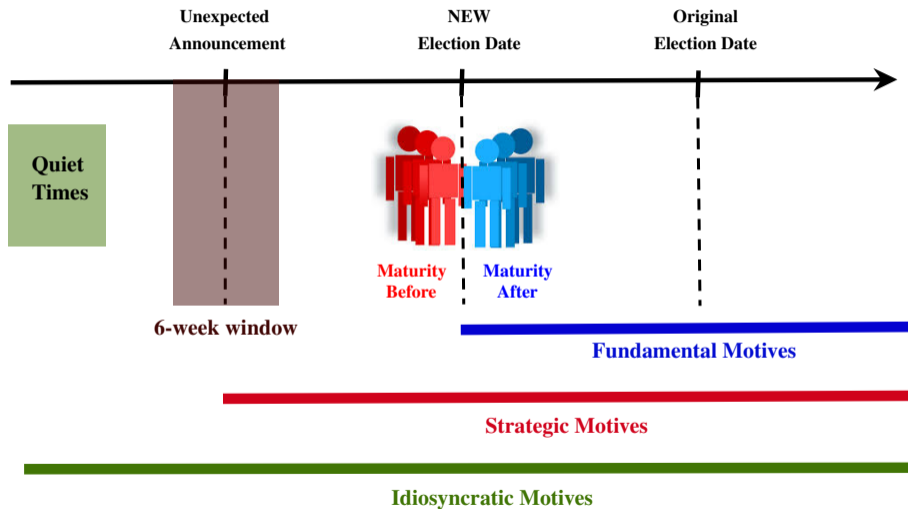 Unexpected
Announcement
NEW
Election Date
Original
Election Date
Quiet
Times
Maturity
Before
Maturity
After
6-week window
Fundamental Motives
Strategic Motives
Idiosyncratic Motives